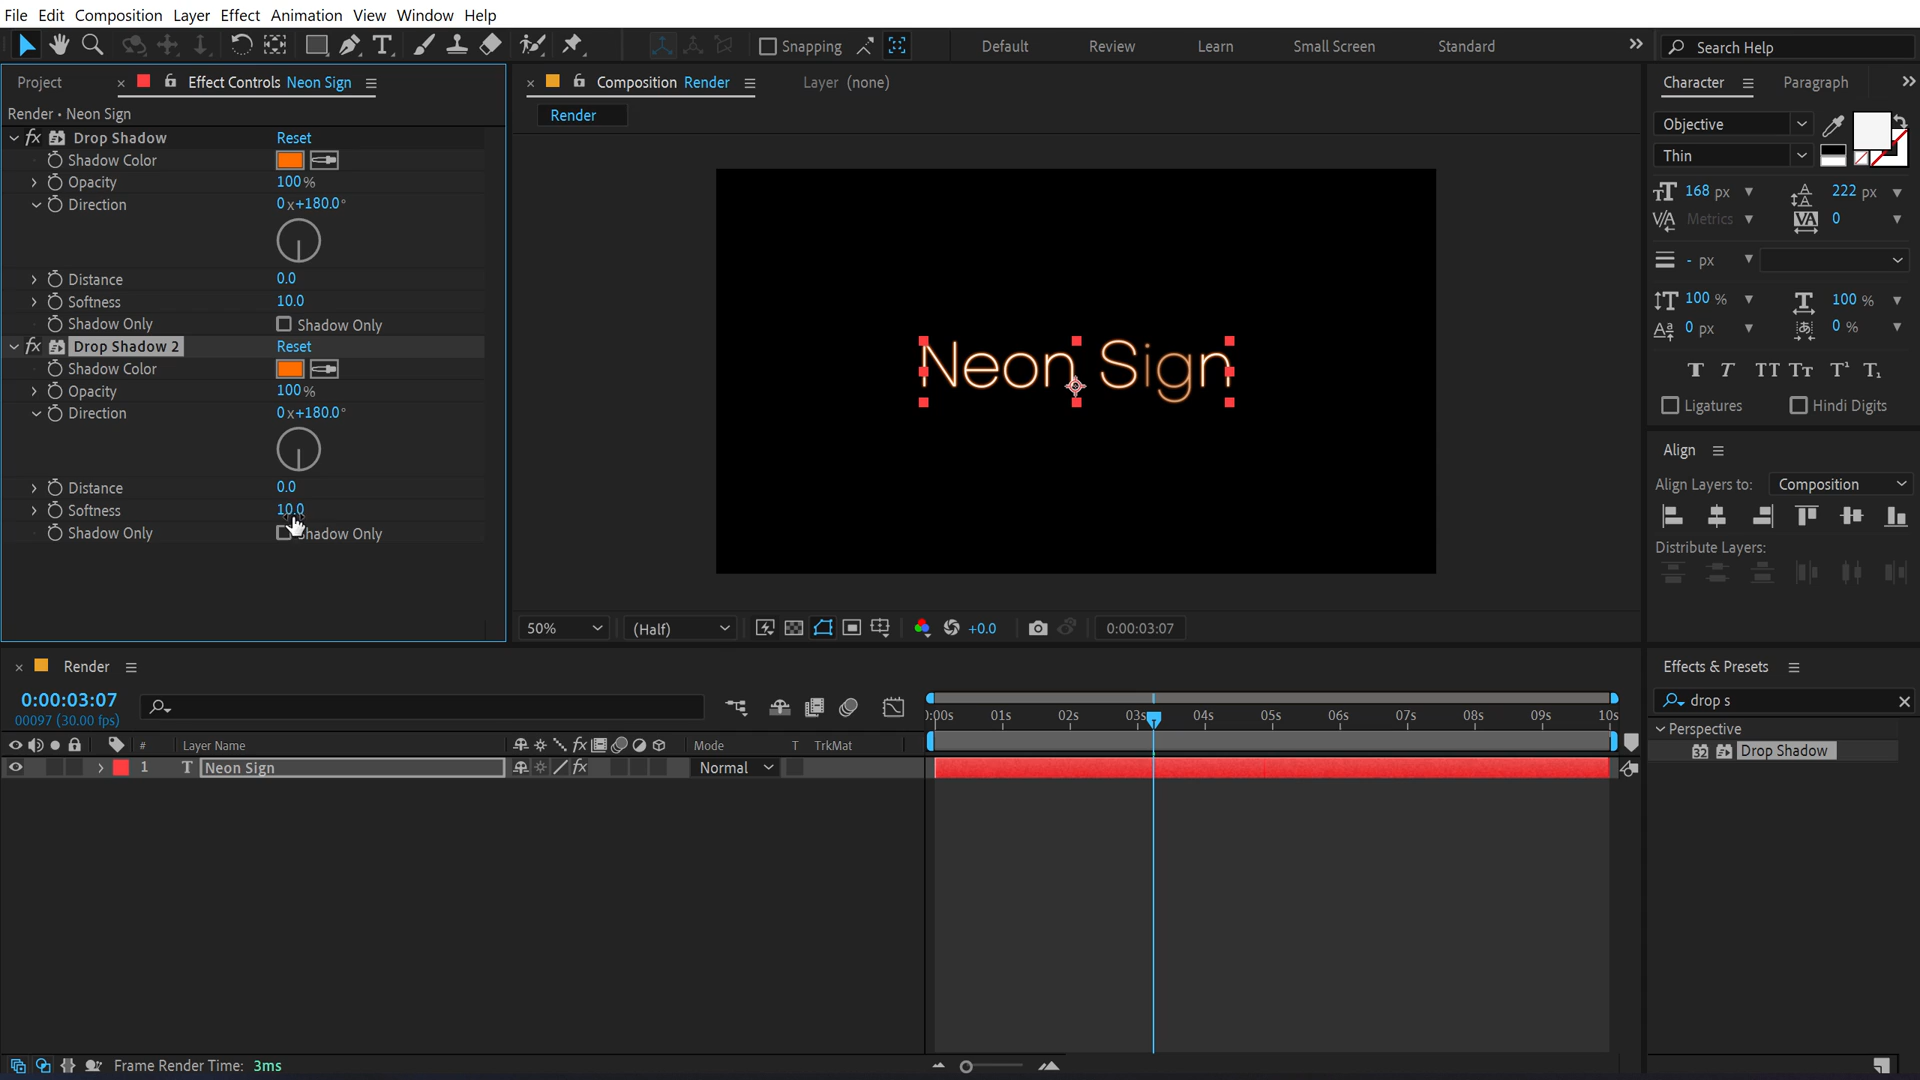 File Edit Composition Layer Effect Animation View Window Help
Snapping Default Review Learn Small Screen Standard Search Help
Project × Effect Controls Neon Sign × Composition Render Layer (none) Character Paragraph
Render • Neon Sign
Render
fx Drop Shadow Reset
Shadow Color
Opacity 100 %
Direction 0 x +180.0 °
Distance 0.0
Softness 10.0
Shadow Only Shadow Only
fx Drop Shadow 2 Reset
Shadow Color
Opacity 100 %
Direction 0 x +180.0 °
Distance 0.0
Softness 10.0
Shadow Only Shadow Only
Neon Sign
50% (Half) +0.0 0:00:03:07
Objective
Thin
168 px 222 px
Metrics 0
- px
100 % 100 %
0 px 0 %
Ligatures Hindi Digits
Align
Align Layers to: Composition
Distribute Layers:
× Render
0:00:03:07
00097 (30.00 fps)
):00s 01s 02s 03s 04s 05s 06s 07s 08s 09s 10s
# Layer Name fx Mode T TrkMat
1 T Neon Sign fx Normal
Effects & Presets
drop s
Perspective
32 Drop Shadow
Frame Render Time: 3ms